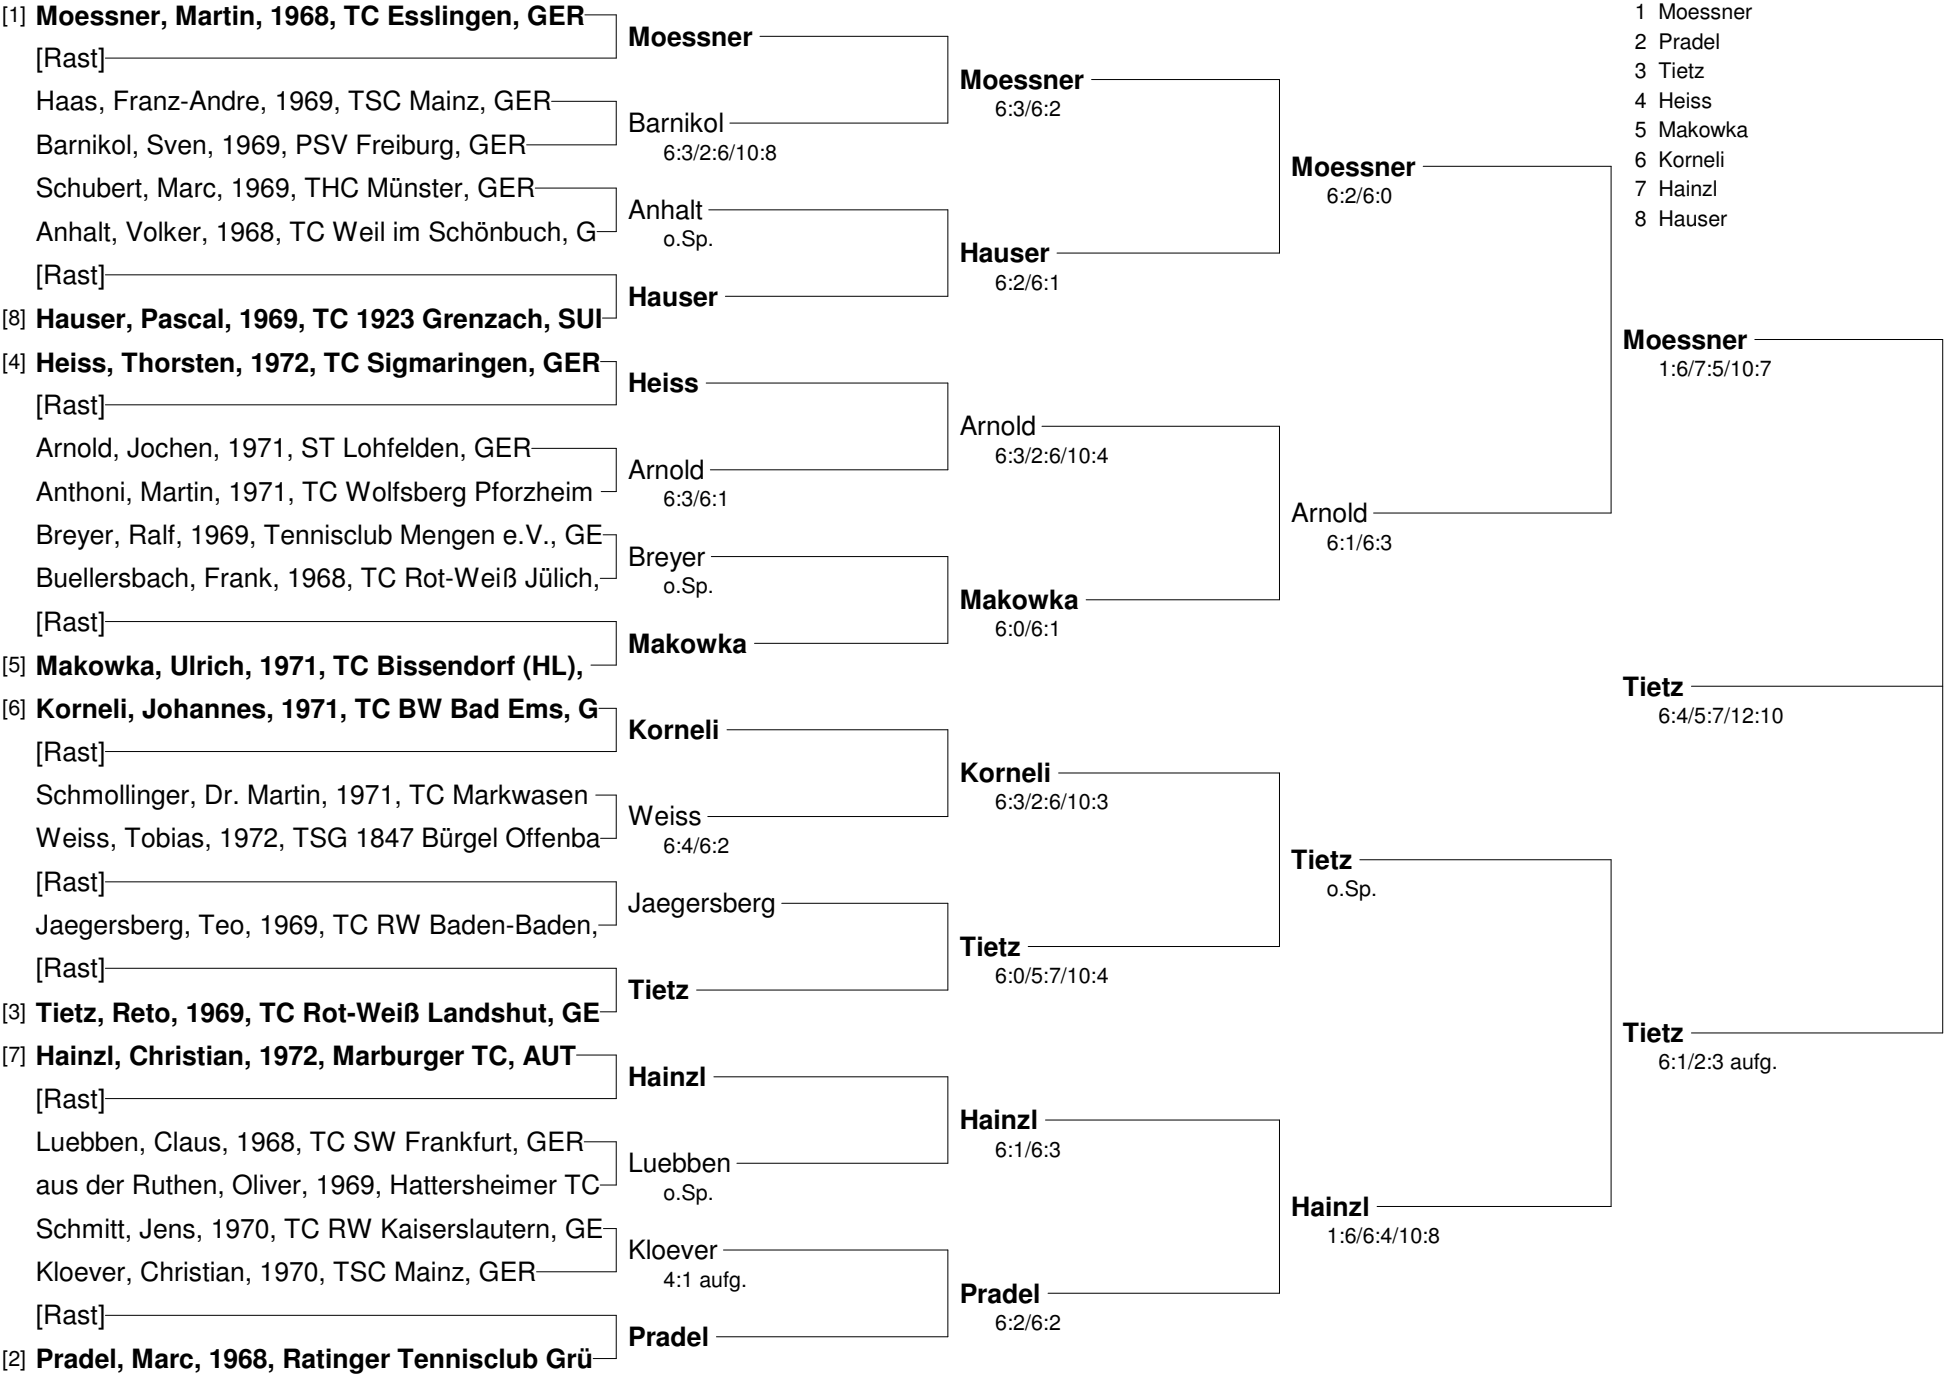 [1] Moessner, Martin, 1968, TC Esslingen, GER
[Rast]
Haas, Franz-Andre, 1969, TSC Mainz, GER
Barnikol, Sven, 1969, PSV Freiburg, GER
Schubert, Marc, 1969, THC Münster, GER
Anhalt, Volker, 1968, TC Weil im Schönbuch, G
[Rast]
[8] Hauser, Pascal, 1969, TC 1923 Grenzach, SUI
[4] Heiss, Thorsten, 1972, TC Sigmaringen, GER
[Rast]
Arnold, Jochen, 1971, ST Lohfelden, GER
Anthoni, Martin, 1971, TC Wolfsberg Pforzheim
Breyer, Ralf, 1969, Tennisclub Mengen e.V., GE
Buellersbach, Frank, 1968, TC Rot-Weiß Jülich,
[Rast]
[5] Makowka, Ulrich, 1971, TC Bissendorf (HL),
[6] Korneli, Johannes, 1971, TC BW Bad Ems, G
[Rast]
Schmollinger, Dr. Martin, 1971, TC Markwasen
Weiss, Tobias, 1972, TSG 1847 Bürgel Offenba
[Rast]
Jaegersberg, Teo, 1969, TC RW Baden-Baden,
[Rast]
[3] Tietz, Reto, 1969, TC Rot-Weiß Landshut, GE
[7] Hainzl, Christian, 1972, Marburger TC, AUT
[Rast]
Luebben, Claus, 1968, TC SW Frankfurt, GER
aus der Ruthen, Oliver, 1969, Hattersheimer TC
Schmitt, Jens, 1970, TC RW Kaiserslautern, GE
Kloever, Christian, 1970, TSC Mainz, GER
[Rast]
[2] Pradel, Marc, 1968, Ratinger Tennisclub Grü
Moessner
Barnikol
6:3/2:6/10:8
Anhalt
o.Sp.
Hauser
Heiss
Arnold
6:3/6:1
Breyer
o.Sp.
Makowka
Korneli
Weiss
6:4/6:2
Jaegersberg
Tietz
Hainzl
Luebben
o.Sp.
Kloever
4:1 aufg.
Pradel
Moessner
6:3/6:2
Hauser
6:2/6:1
Arnold
6:3/2:6/10:4
Makowka
6:0/6:1
Korneli
6:3/2:6/10:3
Tietz
6:0/5:7/10:4
Hainzl
6:1/6:3
Pradel
6:2/6:2
Moessner
6:2/6:0
Arnold
6:1/6:3
Tietz
o.Sp.
Hainzl
1:6/6:4/10:8
Moessner
1:6/7:5/10:7
Tietz
6:4/5:7/12:10
Tietz
6:1/2:3 aufg.
1 Moessner
2 Pradel
3 Tietz
4 Heiss
5 Makowka
6 Korneli
7 Hainzl
8 Hauser